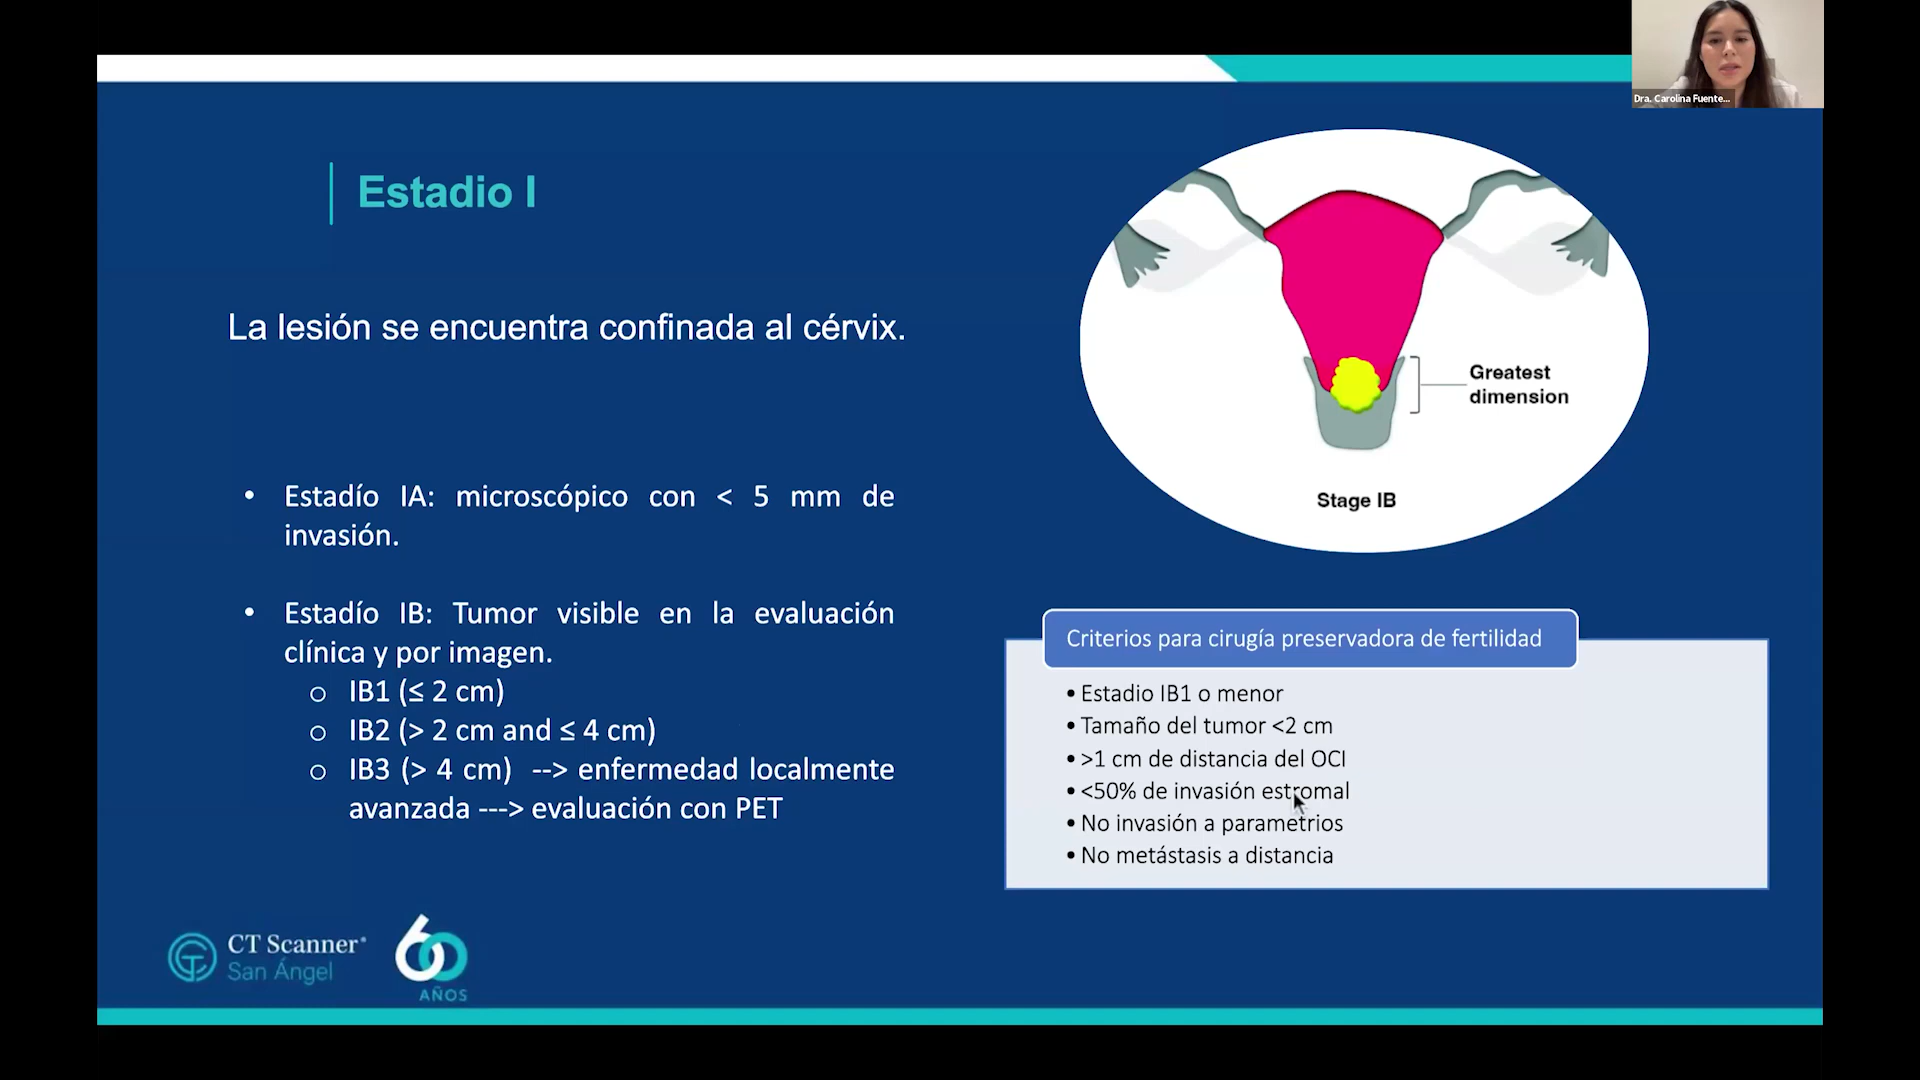 Dra. Carolina Fuente...
Estadio I
La lesión se encuentra confinada al cérvix.
• Estadío IA: microscópico con < 5 mm de
invasión.
• Estadío IB: Tumor visible en la evaluación
clínica y por imagen.
o IB1 (≤ 2 cm)
o IB2 (> 2 cm and ≤ 4 cm)
o IB3 (> 4 cm) --> enfermedad localmente
avanzada ---> evaluación con PET
Greatest
dimension
Stage IB
Criterios para cirugía preservadora de fertilidad
• Estadio IB1 o menor
• Tamaño del tumor <2 cm
• >1 cm de distancia del OCI
• <50% de invasión estromal
• No invasión a parametrios
• No metástasis a distancia
CT Scanner®
San Ángel
60
AÑOS